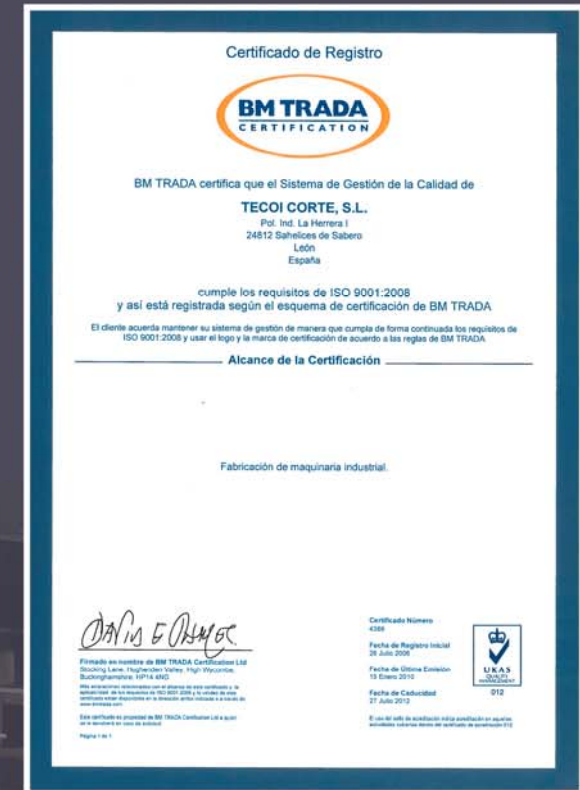 Certificado de Registro
BM TRADA
CERTIFICATION
BM TRADA certifica que el Sistema de Gestión de la Calidad de
TECOI CORTE, S.L.
Pol. Ind. La Herrera I
24812 Sahelices de Sabero
León
España
cumple los requisitos de ISO 9001:2008
y así está registrada según el esquema de certificación de BM TRADA
El cliente acuerda mantener su sistema de gestión de manera que cumpla de forma continuada los requisitos de
ISO 9001:2008 y usar el logo y la marca de certificación de acuerdo a las reglas de BM TRADA
Alcance de la Certificación
Fabricación de maquinaria industrial.
Firmado en nombre de BM TRADA Certification Ltd
Stocking Lane, Hughenden Valley, High Wycombe,
Buckinghamshire, HP14 4ND
Página 1 de 1
Certificado Número
4386
Fecha de Registro Inicial
28 Julio 2006
Fecha de Última Emisión
19 Enero 2010
Fecha de Caducidad
27 Julio 2012
UKAS
QUALITY
MANAGEMENT
012